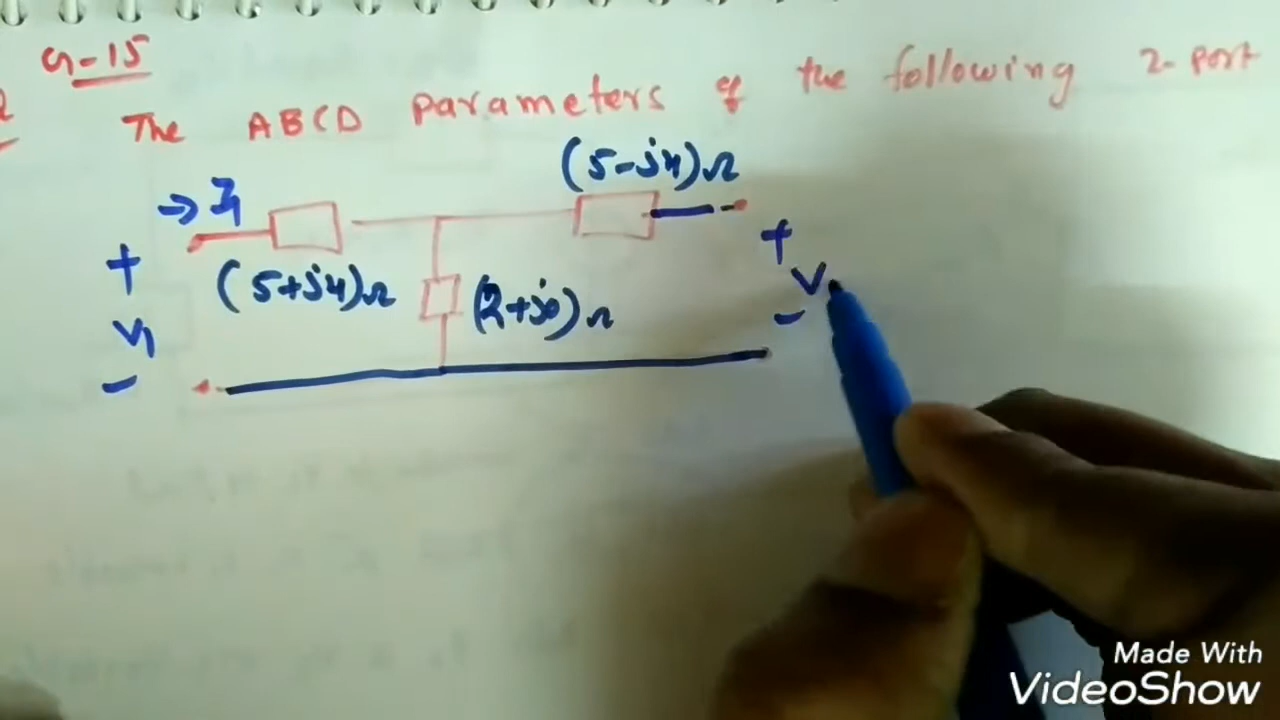 G-15
2
The ABCD parameters of the following 2-port
(5-j4)Ω
→ I1
+
+
(5+j4)Ω
(2+j0)Ω
V
V1
-
-
Made With
VideoShow